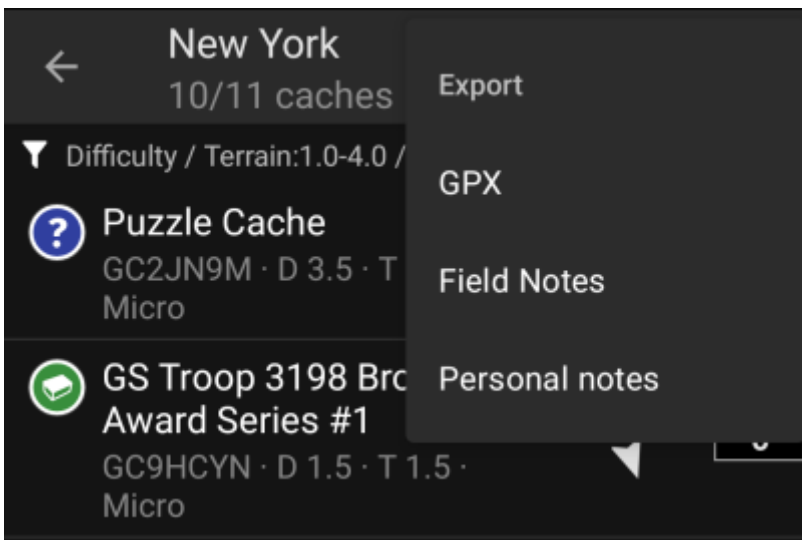 New York
10/11 caches
Difficulty / Terrain:1.0-4.0 /
?
Puzzle Cache
GC2JN9M · D 3.5 · T
Micro
GS Troop 3198 Bro
Award Series #1
GC9HCYN · D 1.5 · T 1.5 ·
Micro
Export
GPX
Field Notes
Personal notes